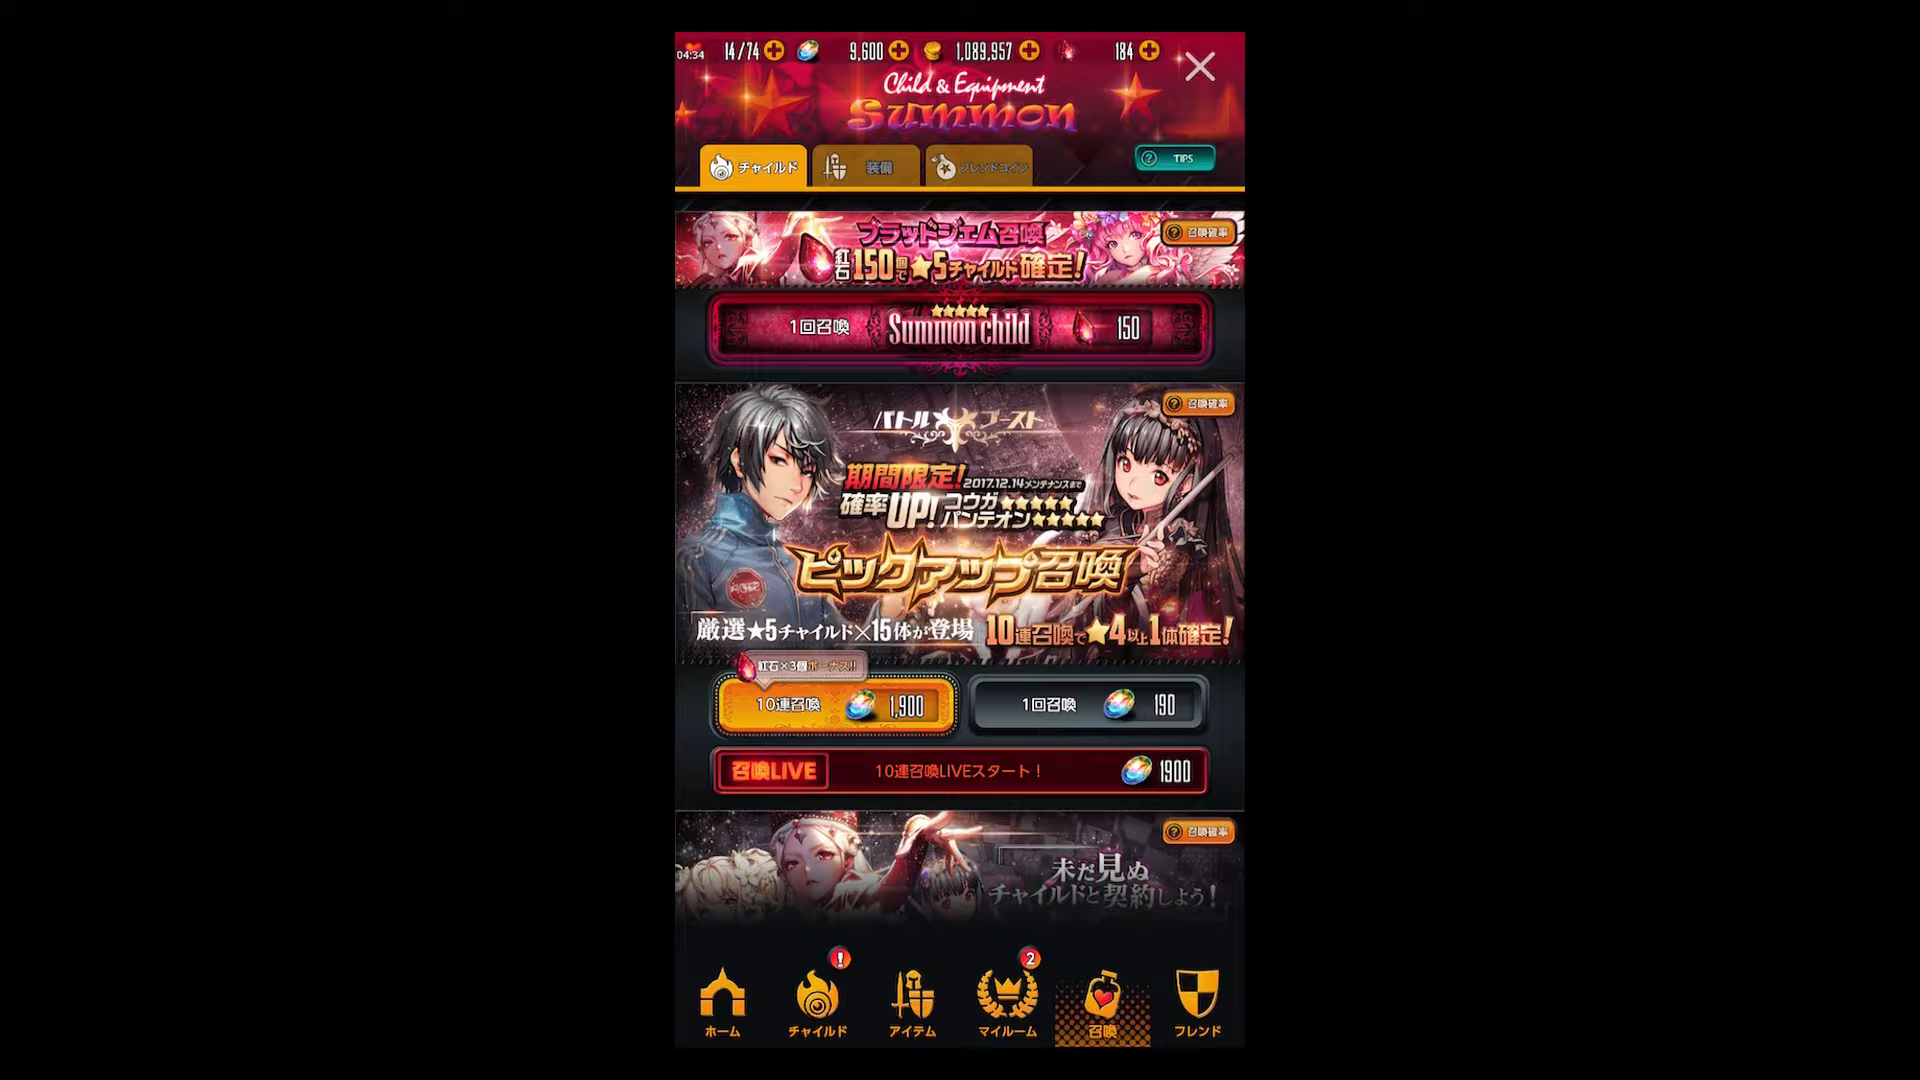 04:34 14/74 9,600 1,089,957 184
Child & Equipment
Summon
チャイルド 装備 フレンドコイン TIPS
ブラッドジェム召喚 召喚確率
紅石150個で★5チャイルド確定!
1回召喚 Summon child 150
バトルブースト 召喚確率
期間限定! 2017.12.14メンテナンスまで
確率UP! コウガ★★★★★
パンテオン★★★★★
ピックアップ召喚
厳選★5チャイルド×15体が登場 10連召喚で★4以上1体確定!
紅石×3個ボーナス!!
10連召喚 1,900 1回召喚 190
召喚LIVE 10連召喚LIVEスタート! 1900
召喚確率
未だ見ぬ
チャイルドと契約しよう!
! 2
ホーム チャイルド アイテム マイルーム 召喚 フレンド